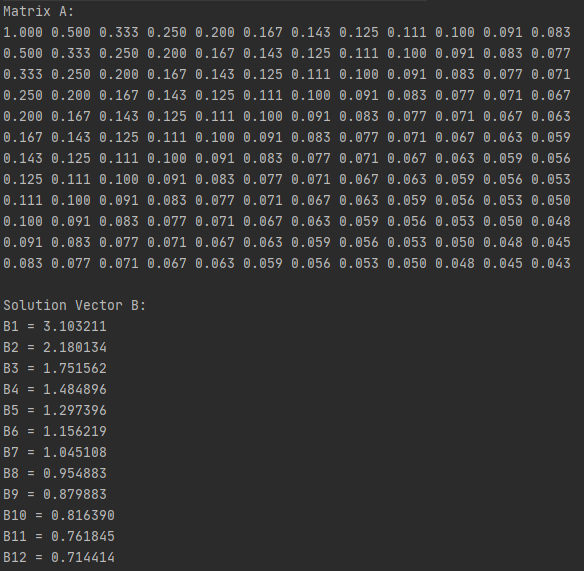 Matrix A:
1.000 0.500 0.333 0.250 0.200 0.167 0.143 0.125 0.111 0.100 0.091 0.083
0.500 0.333 0.250 0.200 0.167 0.143 0.125 0.111 0.100 0.091 0.083 0.077
0.333 0.250 0.200 0.167 0.143 0.125 0.111 0.100 0.091 0.083 0.077 0.071
0.250 0.200 0.167 0.143 0.125 0.111 0.100 0.091 0.083 0.077 0.071 0.067
0.200 0.167 0.143 0.125 0.111 0.100 0.091 0.083 0.077 0.071 0.067 0.063
0.167 0.143 0.125 0.111 0.100 0.091 0.083 0.077 0.071 0.067 0.063 0.059
0.143 0.125 0.111 0.100 0.091 0.083 0.077 0.071 0.067 0.063 0.059 0.056
0.125 0.111 0.100 0.091 0.083 0.077 0.071 0.067 0.063 0.059 0.056 0.053
0.111 0.100 0.091 0.083 0.077 0.071 0.067 0.063 0.059 0.056 0.053 0.050
0.100 0.091 0.083 0.077 0.071 0.067 0.063 0.059 0.056 0.053 0.050 0.048
0.091 0.083 0.077 0.071 0.067 0.063 0.059 0.056 0.053 0.050 0.048 0.045
0.083 0.077 0.071 0.067 0.063 0.059 0.056 0.053 0.050 0.048 0.045 0.043
Solution Vector B:
B1 = 3.103211
B2 = 2.180134
B3 = 1.751562
B4 = 1.484896
B5 = 1.297396
B6 = 1.156219
B7 = 1.045108
B8 = 0.954883
B9 = 0.879883
B10 = 0.816390
B11 = 0.761845
B12 = 0.714414